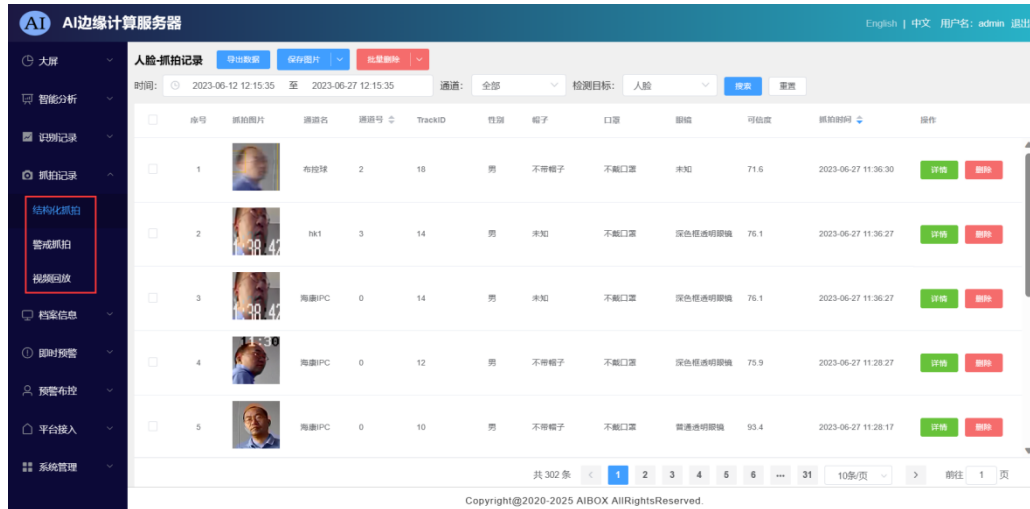 AI AI边缘计算服务器 English | 中文 用户名: admin 退出
大屏
智能分析
识别记录
抓拍记录
结构化抓拍
警戒抓拍
视频回放
档案信息
即时预警
预警布控
平台接入
系统管理
人脸-抓拍记录 导出数据 保存图片 批量删除
时间: 2023-06-12 12:15:35 至 2023-06-27 12:15:35 通道: 全部 检测目标: 人脸 搜索 重置
序号 抓拍图片 通道名 通道号 TrackID 性别 帽子 口罩 眼镜 可信度 抓拍时间 操作
1 布控球 2 18 男 不带帽子 不戴口罩 未知 71.6 2023-06-27 11:36:30 详情 删除
2 1:38:42 hk1 3 14 男 未知 不戴口罩 深色框透明眼镜 76.1 2023-06-27 11:36:27 详情 删除
3 1:38:42 海康IPC 0 14 男 未知 不戴口罩 深色框透明眼镜 76.1 2023-06-27 11:36:27 详情 删除
4 11:30 海康IPC 0 12 男 不带帽子 不戴口罩 深色框透明眼镜 75.9 2023-06-27 11:28:27 详情 删除
5 海康IPC 0 10 男 不带帽子 不戴口罩 普通透明眼镜 93.4 2023-06-27 11:28:17 详情 删除
共 302 条 < 1 2 3 4 5 6 ... 31 10条/页 > 前往 1 页
Copyright@2020-2025 AIBOX AllRightsReserved.